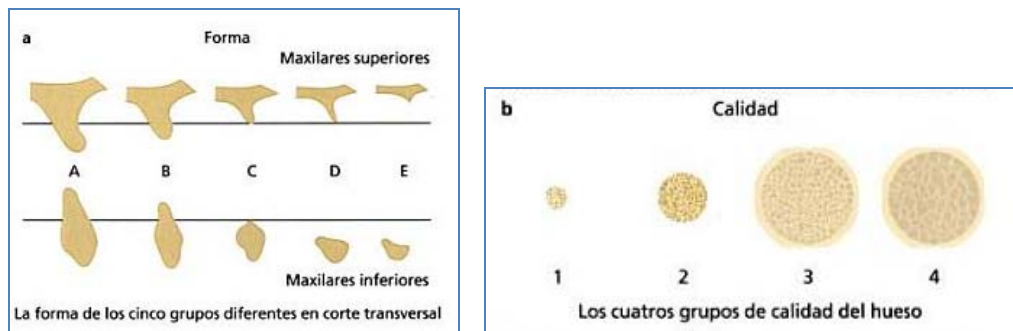 a
Forma
Maxilares superiores
A B C D E
Maxilares inferiores
La forma de los cinco grupos diferentes en corte transversal
b
Calidad
1 2 3 4
Los cuatros grupos de calidad del hueso